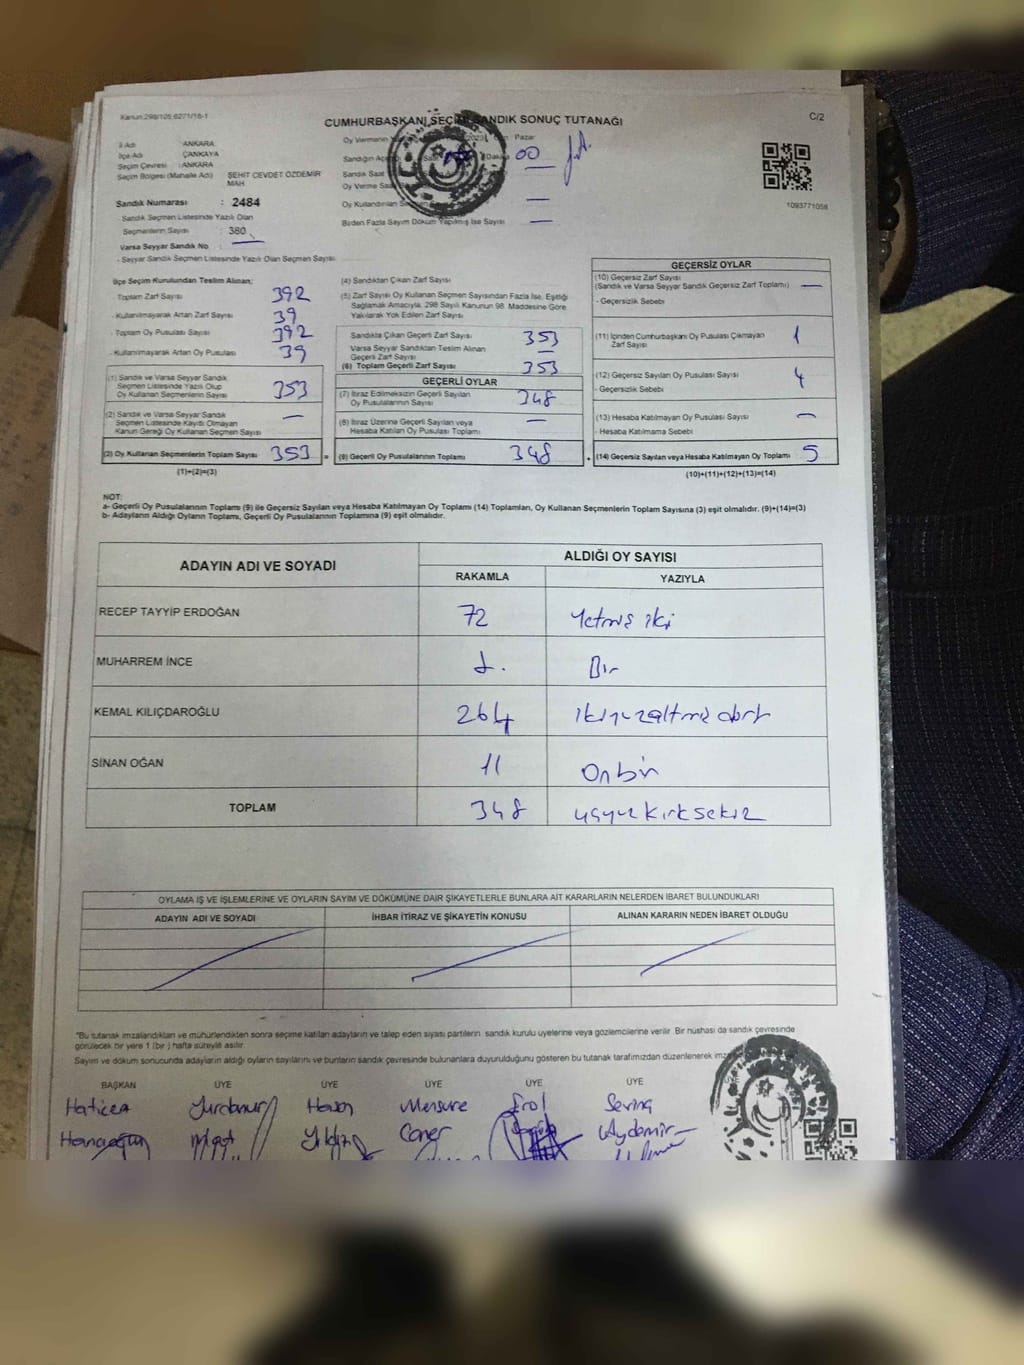 Kanun:298/105,6271/16-1
C/2
CUMHURBAŞKANI SEÇİMİ SANDIK SONUÇ TUTANAĞI
İl Adı : ANKARA
İlçe Adı : ÇANKAYA
Seçim Çevresi : ANKARA
Seçim Bölgesi (Mahalle Adı) : ŞEHİT CEVDET ÖZDEMİR MAH
Sandık Numarası : 2484
Sandık Seçmen Listesinde Yazılı Olan
Seçmenlerin Sayısı : 380
Varsa Seyyar Sandık No
- Seyyar Sandık Seçmen Listesinde Yazılı Olan Seçmen Sayısı
Oy Vermenin
Pazar
Sandığın
Saat
Dakika 00
Sandık Saat
Oy Verme Saat
Oy Kullandırılan
Birden Fazla Sayım Döküm Yapılmış İse Sayısı —
1093771058
İlçe Seçim Kurulundan Teslim Alınan;
Toplam Zarf Sayısı 392
- Kullanılmayarak Artan Zarf Sayısı 39
- Toplam Oy Pusulası Sayısı 392
Kullanılmayarak Artan Oy Pusulası 39
(1) Sandık ve Varsa Seyyar Sandık
Seçmen Listesinde Yazılı Olup
Oy Kullanan Seçmenlerin Sayısı 353
(2) Sandık ve Varsa Seyyar Sandık
Seçmen Listesinde Kaydı Olmayan
Kanun Gereği Oy Kullanan Seçmen Sayısı —
(3) Oy Kullanan Seçmenlerin Toplam Sayısı 353 =
(1)+(2)=(3)
(4) Sandıktan Çıkan Zarf Sayısı
(5) Zarf Sayısı Oy Kullanan Seçmen Sayısından Fazla İse, Eşitliği
Sağlamak Amacıyla, 298 Sayılı Kanunun 98. Maddesine Göre
Yakılarak Yok Edilen Zarf Sayısı
Sandıkta Çıkan Geçerli Zarf Sayısı 353
Varsa Seyyar Sandıktan Teslim Alınan
Geçerli Zarf Sayısı —
(6) Toplam Geçerli Zarf Sayısı 353
GEÇERLİ OYLAR
(7) İtiraz Edilmeksizin Geçerli Sayılan
Oy Pusulalarının Sayısı 348
(8) İtiraz Üzerine Geçerli Sayılan veya
Hesaba Katılan Oy Pusulası Toplamı —
(9) Geçerli Oy Pusulalarının Toplamı 348 +
GEÇERSİZ OYLAR
(10) Geçersiz Zarf Sayısı
(Sandık ve Varsa Seyyar Sandık Geçersiz Zarf Toplamı) —
- Geçersizlik Sebebi
(11) İçinden Cumhurbaşkanı Oy Pusulası Çıkmayan
Zarf Sayısı 1
(12) Geçersiz Sayılan Oy Pusulası Sayısı 4
- Geçersizlik Sebebi
(13) Hesaba Katılmayan Oy Pusulası Sayısı —
- Hesaba Katılmama Sebebi
(14) Geçersiz Sayılan veya Hesaba Katılmayan Oy Toplamı 5
(10)+(11)+(12)+(13)=(14)
NOT:
a- Geçerli Oy Pusulalarının Toplamı (9) ile Geçersiz Sayılan veya Hesaba Katılmayan Oy Toplamı (14) Toplamları, Oy Kullanan Seçmenlerin Toplam Sayısına (3) eşit olmalıdır. (9)+(14)=(3)
b- Adayların Aldığı Oyların Toplamı, Geçerli Oy Pusulalarının Toplamına (9) eşit olmalıdır.
ADAYIN ADI VE SOYADI
ALDIĞI OY SAYISI
RAKAMLA YAZIYLA
RECEP TAYYİP ERDOĞAN 72 Yetmiş iki
MUHARREM İNCE 1. Bir
KEMAL KILIÇDAROĞLU 264 ikiyüzaltmış dört
SİNAN OĞAN 11 Onbir
TOPLAM 348 üçyüz kırk sekiz
OYLAMA İŞ VE İŞLEMLERİNE VE OYLARIN SAYIM VE DÖKÜMÜNE DAİR ŞİKAYETLERLE BUNLARA AİT KARARLARIN NELERDEN İBARET BULUNDUKLARI
ADAYIN ADI VE SOYADI İHBAR İTİRAZ VE ŞİKAYETİN KONUSU ALINAN KARARIN NEDEN İBARET OLDUĞU
*Bu tutanak imzalandıktan ve mühürlendikten sonra seçime katılan adayların ve talep eden siyasi partilerin sandık kurulu üyelerine veya gözlemcilerine verilir. Bir nüshası da sandık çevresinde
görülecek bir yere 1 (bir ) hafta süreyle asılır.
Sayım ve döküm sonucunda adayların aldığı oyların sayılarını ve bunların sandık çevresinde bulunanlara duyurulduğunu gösteren bu tutanak tarafımızdan düzenlenerek
BAŞKAN ÜYE ÜYE ÜYE ÜYE ÜYE
Hatice Yurdanur Hasan Mensure Erol Sevinç
Yıldız Caner Aydemir